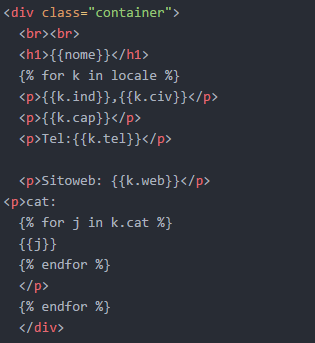 <div class="container">
<br><br>
<h1>{{nome}}</h1>
{% for k in locale %}
<p>{{k.ind}},{{k.civ}}</p>
<p>{{k.cap}}</p>
<p>Tel:{{k.tel}}</p>
<p>Sitoweb: {{k.web}}</p>
<p>cat:
{% for j in k.cat %}
{{j}}
{% endfor %}
</p>
{% endfor %}
</div>